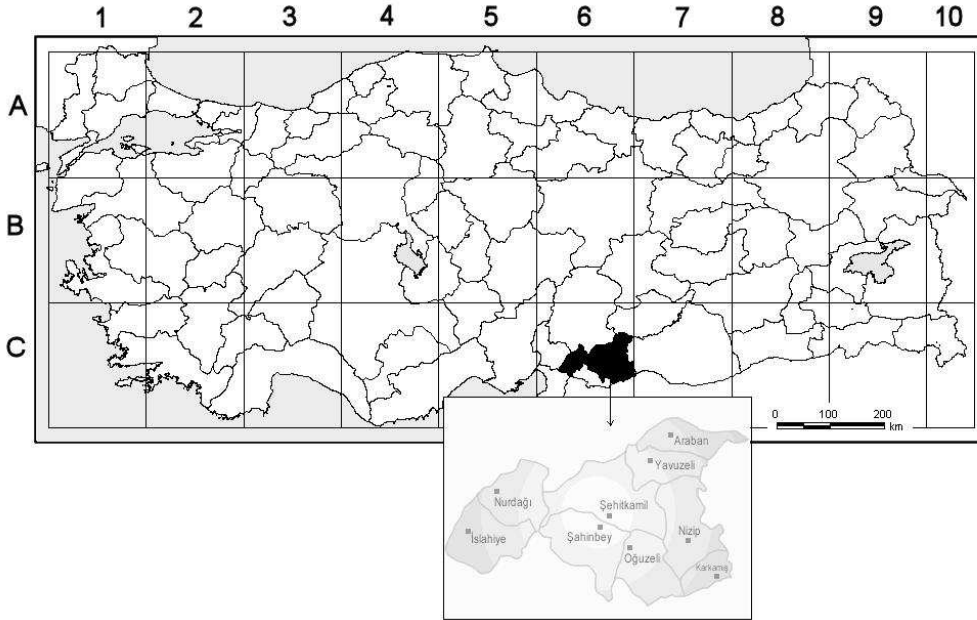 1 2 3 4 5 6 7 8 9 10
A
B
C
0 100 200
km
Araban
Yavuzeli
Nurdağı
Şehitkamil
İslahiye
Şahinbey
Nizip
Oğuzeli
Karkamış